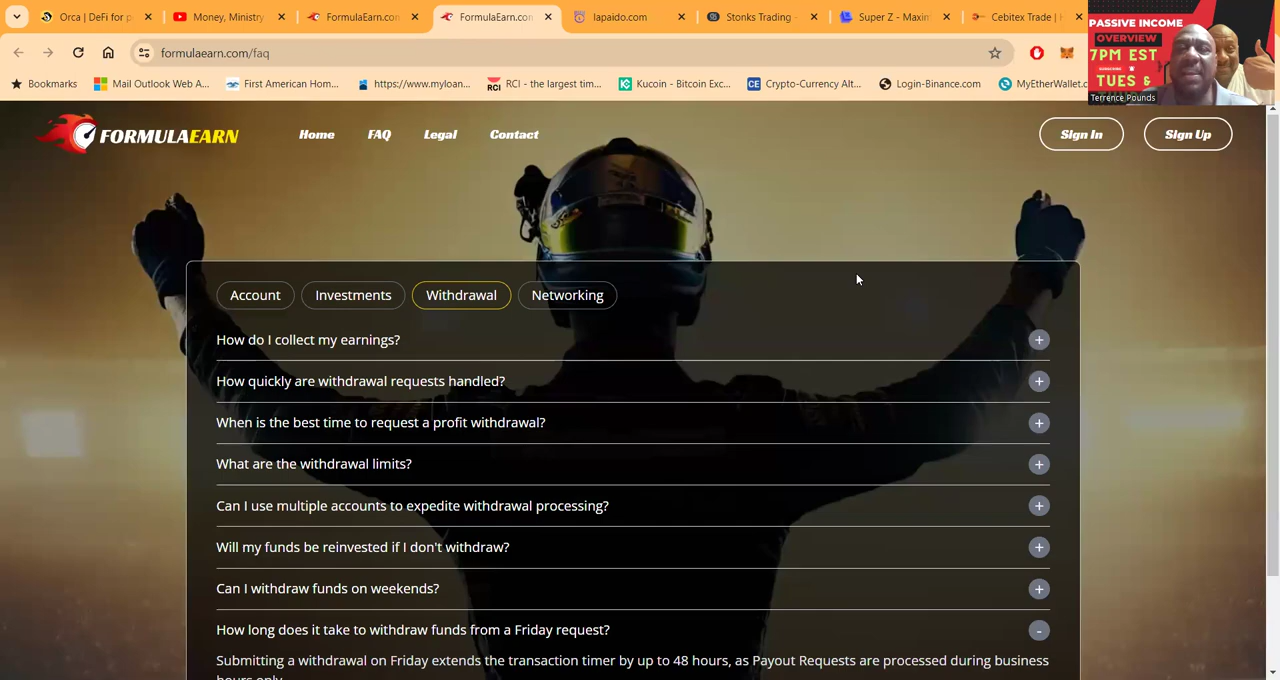 Orca | DeFi for p
Money, Ministry
FormulaEarn.com
FormulaEarn.com
lapaido.com
Stonks Trading -
Super Z - Maxim
Cebitex Trade | H
formulaearn.com/faq
Bookmarks
Mail Outlook Web A...
First American Hom...
https://www.myloan...
RCI
RCI - the largest tim...
Kucoin - Bitcoin Exc...
CE
Crypto-Currency Alt...
Login-Binance.com
MyEtherWallet.c
PASSIVE INCOME
OVERVIEW
7PM EST
TUES &
Terrence Pounds
FORMULAEARN
Home
FAQ
Legal
Contact
Sign In
Sign Up
Account
Investments
Withdrawal
Networking
How do I collect my earnings?
How quickly are withdrawal requests handled?
When is the best time to request a profit withdrawal?
What are the withdrawal limits?
Can I use multiple accounts to expedite withdrawal processing?
Will my funds be reinvested if I don't withdraw?
Can I withdraw funds on weekends?
How long does it take to withdraw funds from a Friday request?
Submitting a withdrawal on Friday extends the transaction timer by up to 48 hours, as Payout Requests are processed during business
hours only.